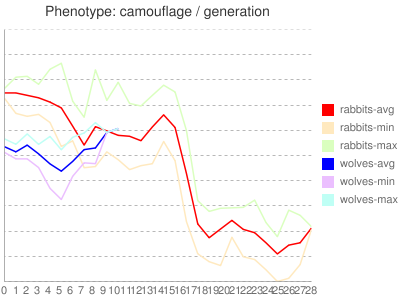 Phenotype: camouflage / generation
rabbits-avg
rabbits-min
rabbits-max
wolves-avg
wolves-min
wolves-max
0 1 2 3 4 5 6 7 8 9 10 11 12 13 14 15 16 17 18 19 20 21 22 23 24 25 26 27 28